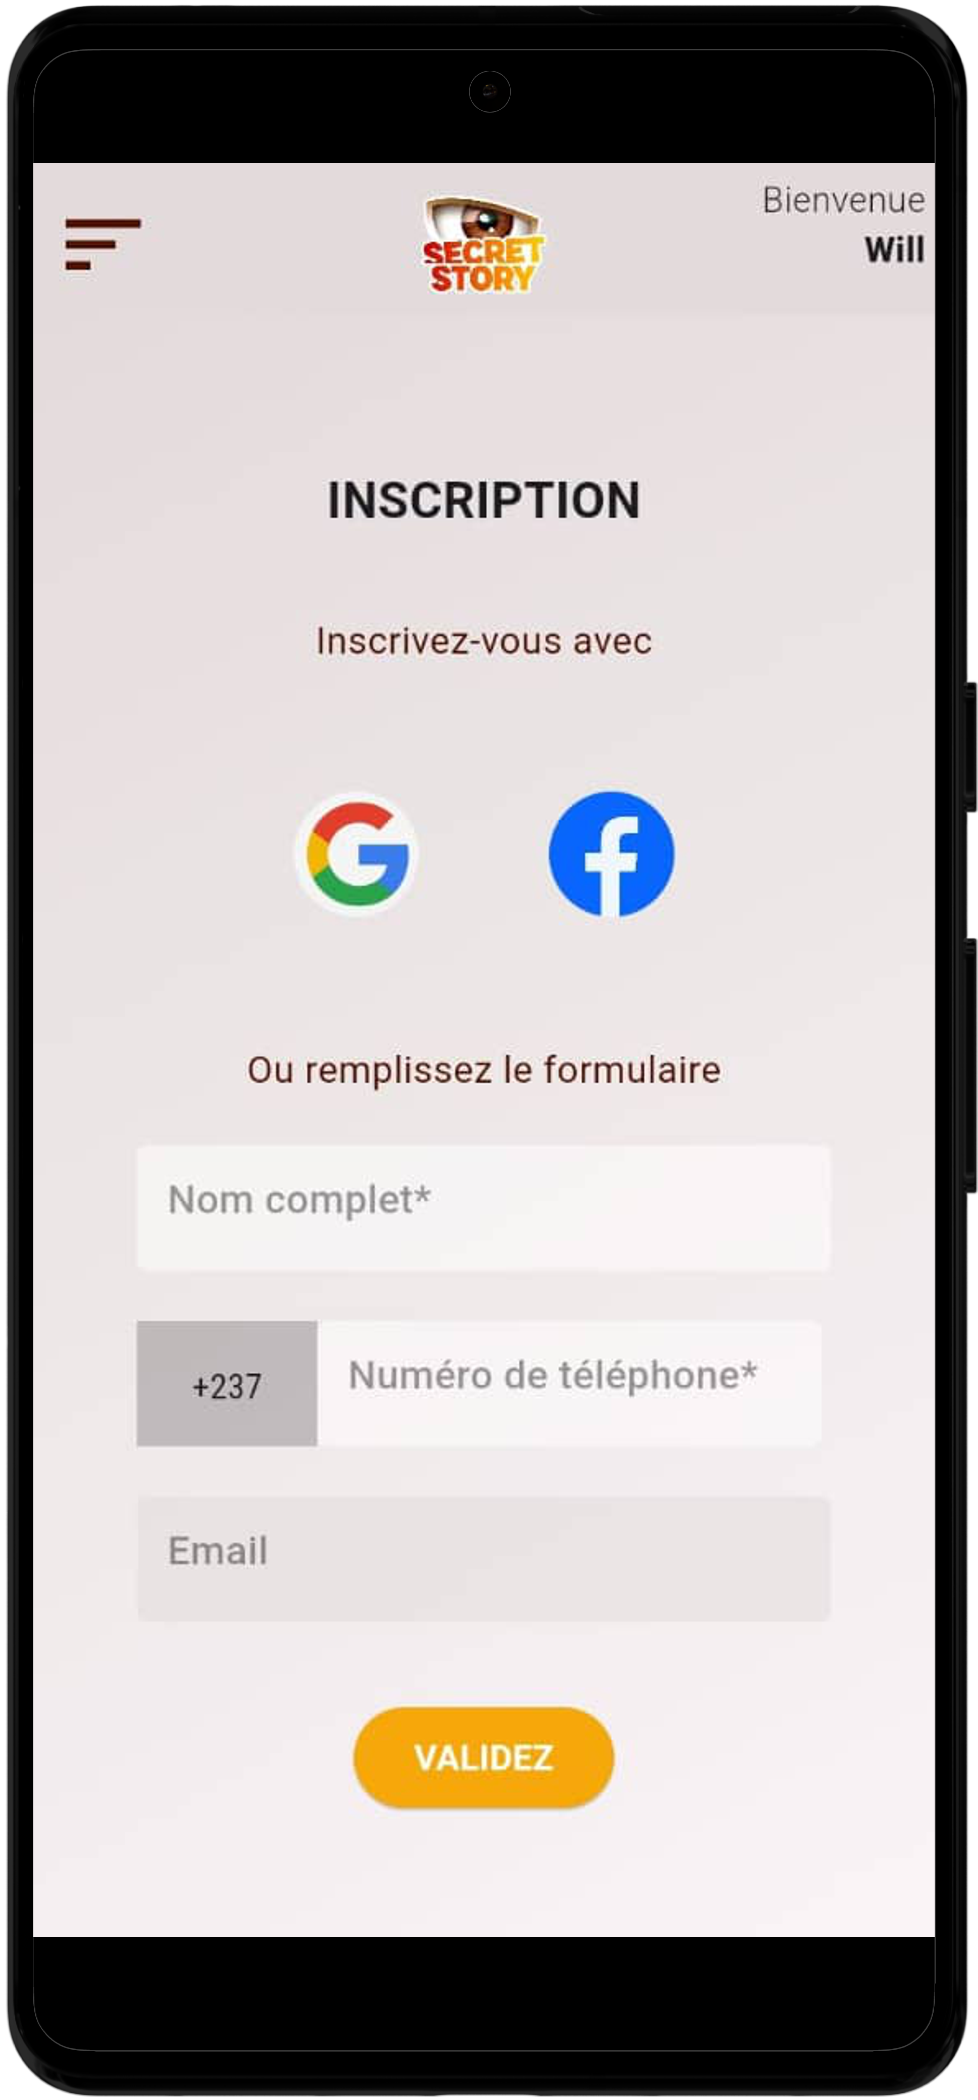 Bienvenue
Will
SECRET
STORY
INSCRIPTION
Inscrivez-vous avec
Ou remplissez le formulaire
Nom complet*
+237
Numéro de téléphone*
Email
VALIDEZ